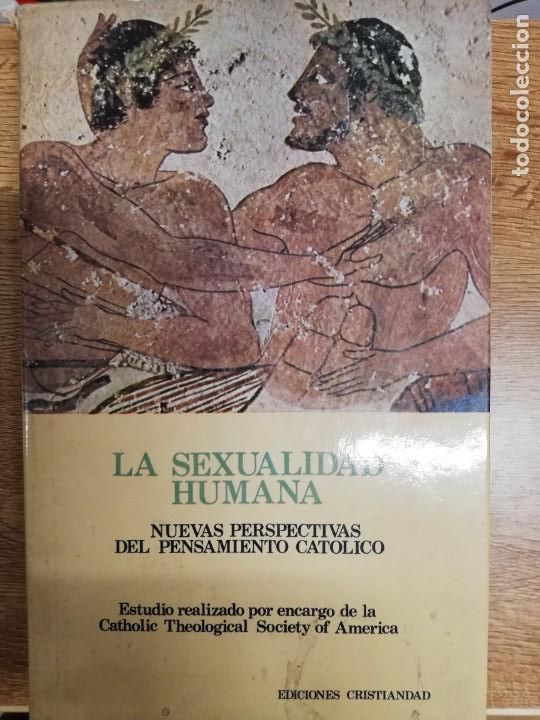 LA SEXUALIDAD
HUMANA
NUEVAS PERSPECTIVAS
DEL PENSAMIENTO CATOLICO
Estudio realizado por encargo de la
Catholic Theological Society of America
EDICIONES CRISTIANDAD
todocoleccion